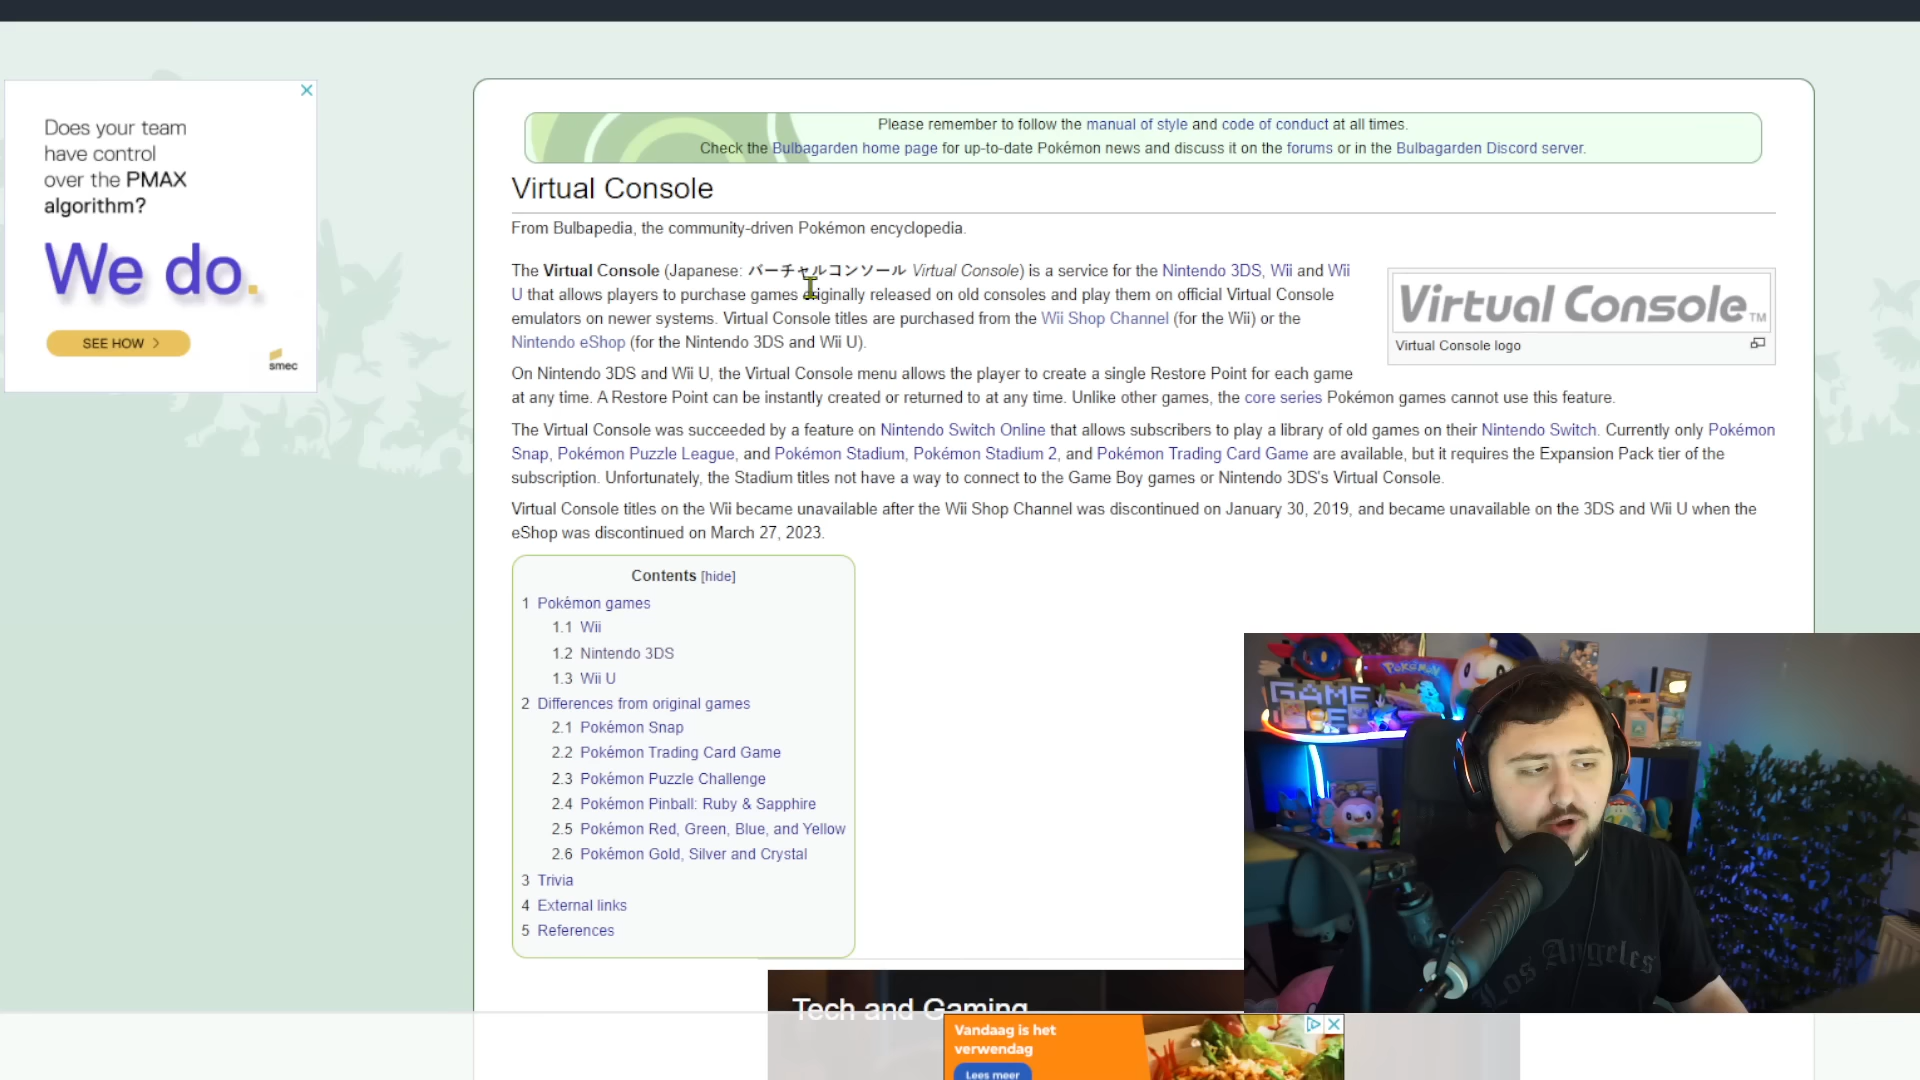 Does your team
have control
over the PMAX
algorithm?
We do.
SEE HOW >
smec
Please remember to follow the manual of style and code of conduct at all times.
Check the Bulbagarden home page for up-to-date Pokémon news and discuss it on the forums or in the Bulbagarden Discord server.
Virtual Console
From Bulbapedia, the community-driven Pokémon encyclopedia.
The Virtual Console (Japanese: バーチャルコンソール Virtual Console) is a service for the Nintendo 3DS, Wii and Wii
U that allows players to purchase games originally released on old consoles and play them on official Virtual Console
emulators on newer systems. Virtual Console titles are purchased from the Wii Shop Channel (for the Wii) or the
Nintendo eShop (for the Nintendo 3DS and Wii U).
Virtual Console™
Virtual Console logo
On Nintendo 3DS and Wii U, the Virtual Console menu allows the player to create a single Restore Point for each game
at any time. A Restore Point can be instantly created or returned to at any time. Unlike other games, the core series Pokémon games cannot use this feature.
The Virtual Console was succeeded by a feature on Nintendo Switch Online that allows subscribers to play a library of old games on their Nintendo Switch. Currently only Pokémon
Snap, Pokémon Puzzle League, and Pokémon Stadium, Pokémon Stadium 2, and Pokémon Trading Card Game are available, but it requires the Expansion Pack tier of the
subscription. Unfortunately, the Stadium titles not have a way to connect to the Game Boy games or Nintendo 3DS's Virtual Console.
Virtual Console titles on the Wii became unavailable after the Wii Shop Channel was discontinued on January 30, 2019, and became unavailable on the 3DS and Wii U when the
eShop was discontinued on March 27, 2023.
Contents [hide]
1 Pokémon games
1.1 Wii
1.2 Nintendo 3DS
1.3 Wii U
2 Differences from original games
2.1 Pokémon Snap
2.2 Pokémon Trading Card Game
2.3 Pokémon Puzzle Challenge
2.4 Pokémon Pinball: Ruby & Sapphire
2.5 Pokémon Red, Green, Blue, and Yellow
2.6 Pokémon Gold, Silver and Crystal
3 Trivia
4 External links
5 References
POKÉMON
GAME
Los Angeles
Tech and Gaming
Vandaag is het
verwendag
Lees meer